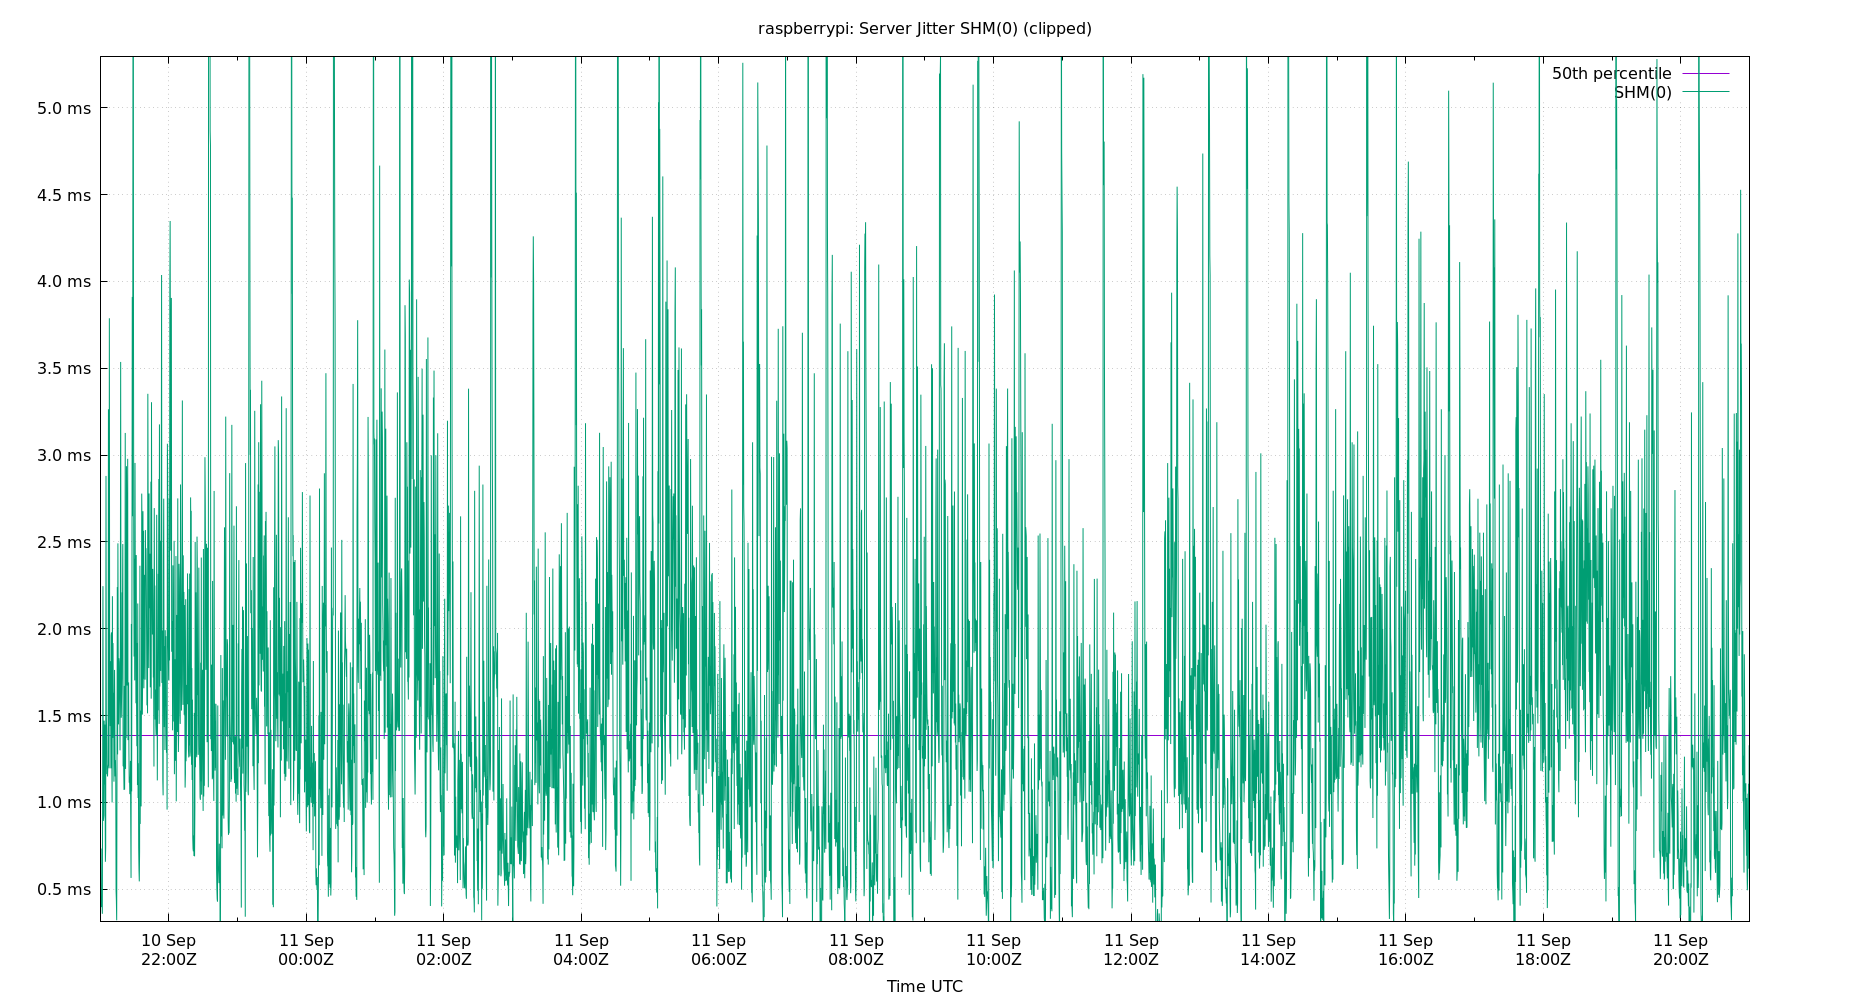 raspberrypi: Server Jitter SHM(0) (clipped)
50th percentile
SHM(0)
5.0 ms
4.5 ms
4.0 ms
3.5 ms
3.0 ms
2.5 ms
2.0 ms
1.5 ms
1.0 ms
0.5 ms
10 Sep 11 Sep 11 Sep 11 Sep 11 Sep 11 Sep 11 Sep 11 Sep 11 Sep 11 Sep 11 Sep 11 Sep
22:00Z 00:00Z 02:00Z 04:00Z 06:00Z 08:00Z 10:00Z 12:00Z 14:00Z 16:00Z 18:00Z 20:00Z
Time UTC